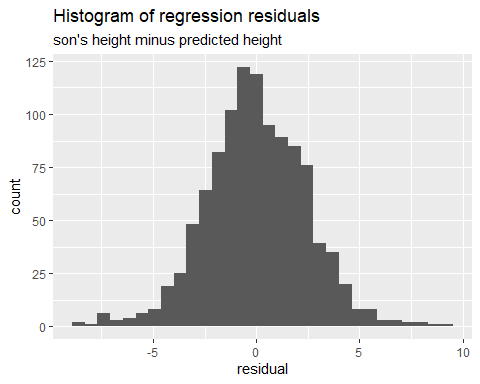 Histogram of regression residuals
son's height minus predicted height
125
100
75
50
25
0
count
-5
0
5
10
residual